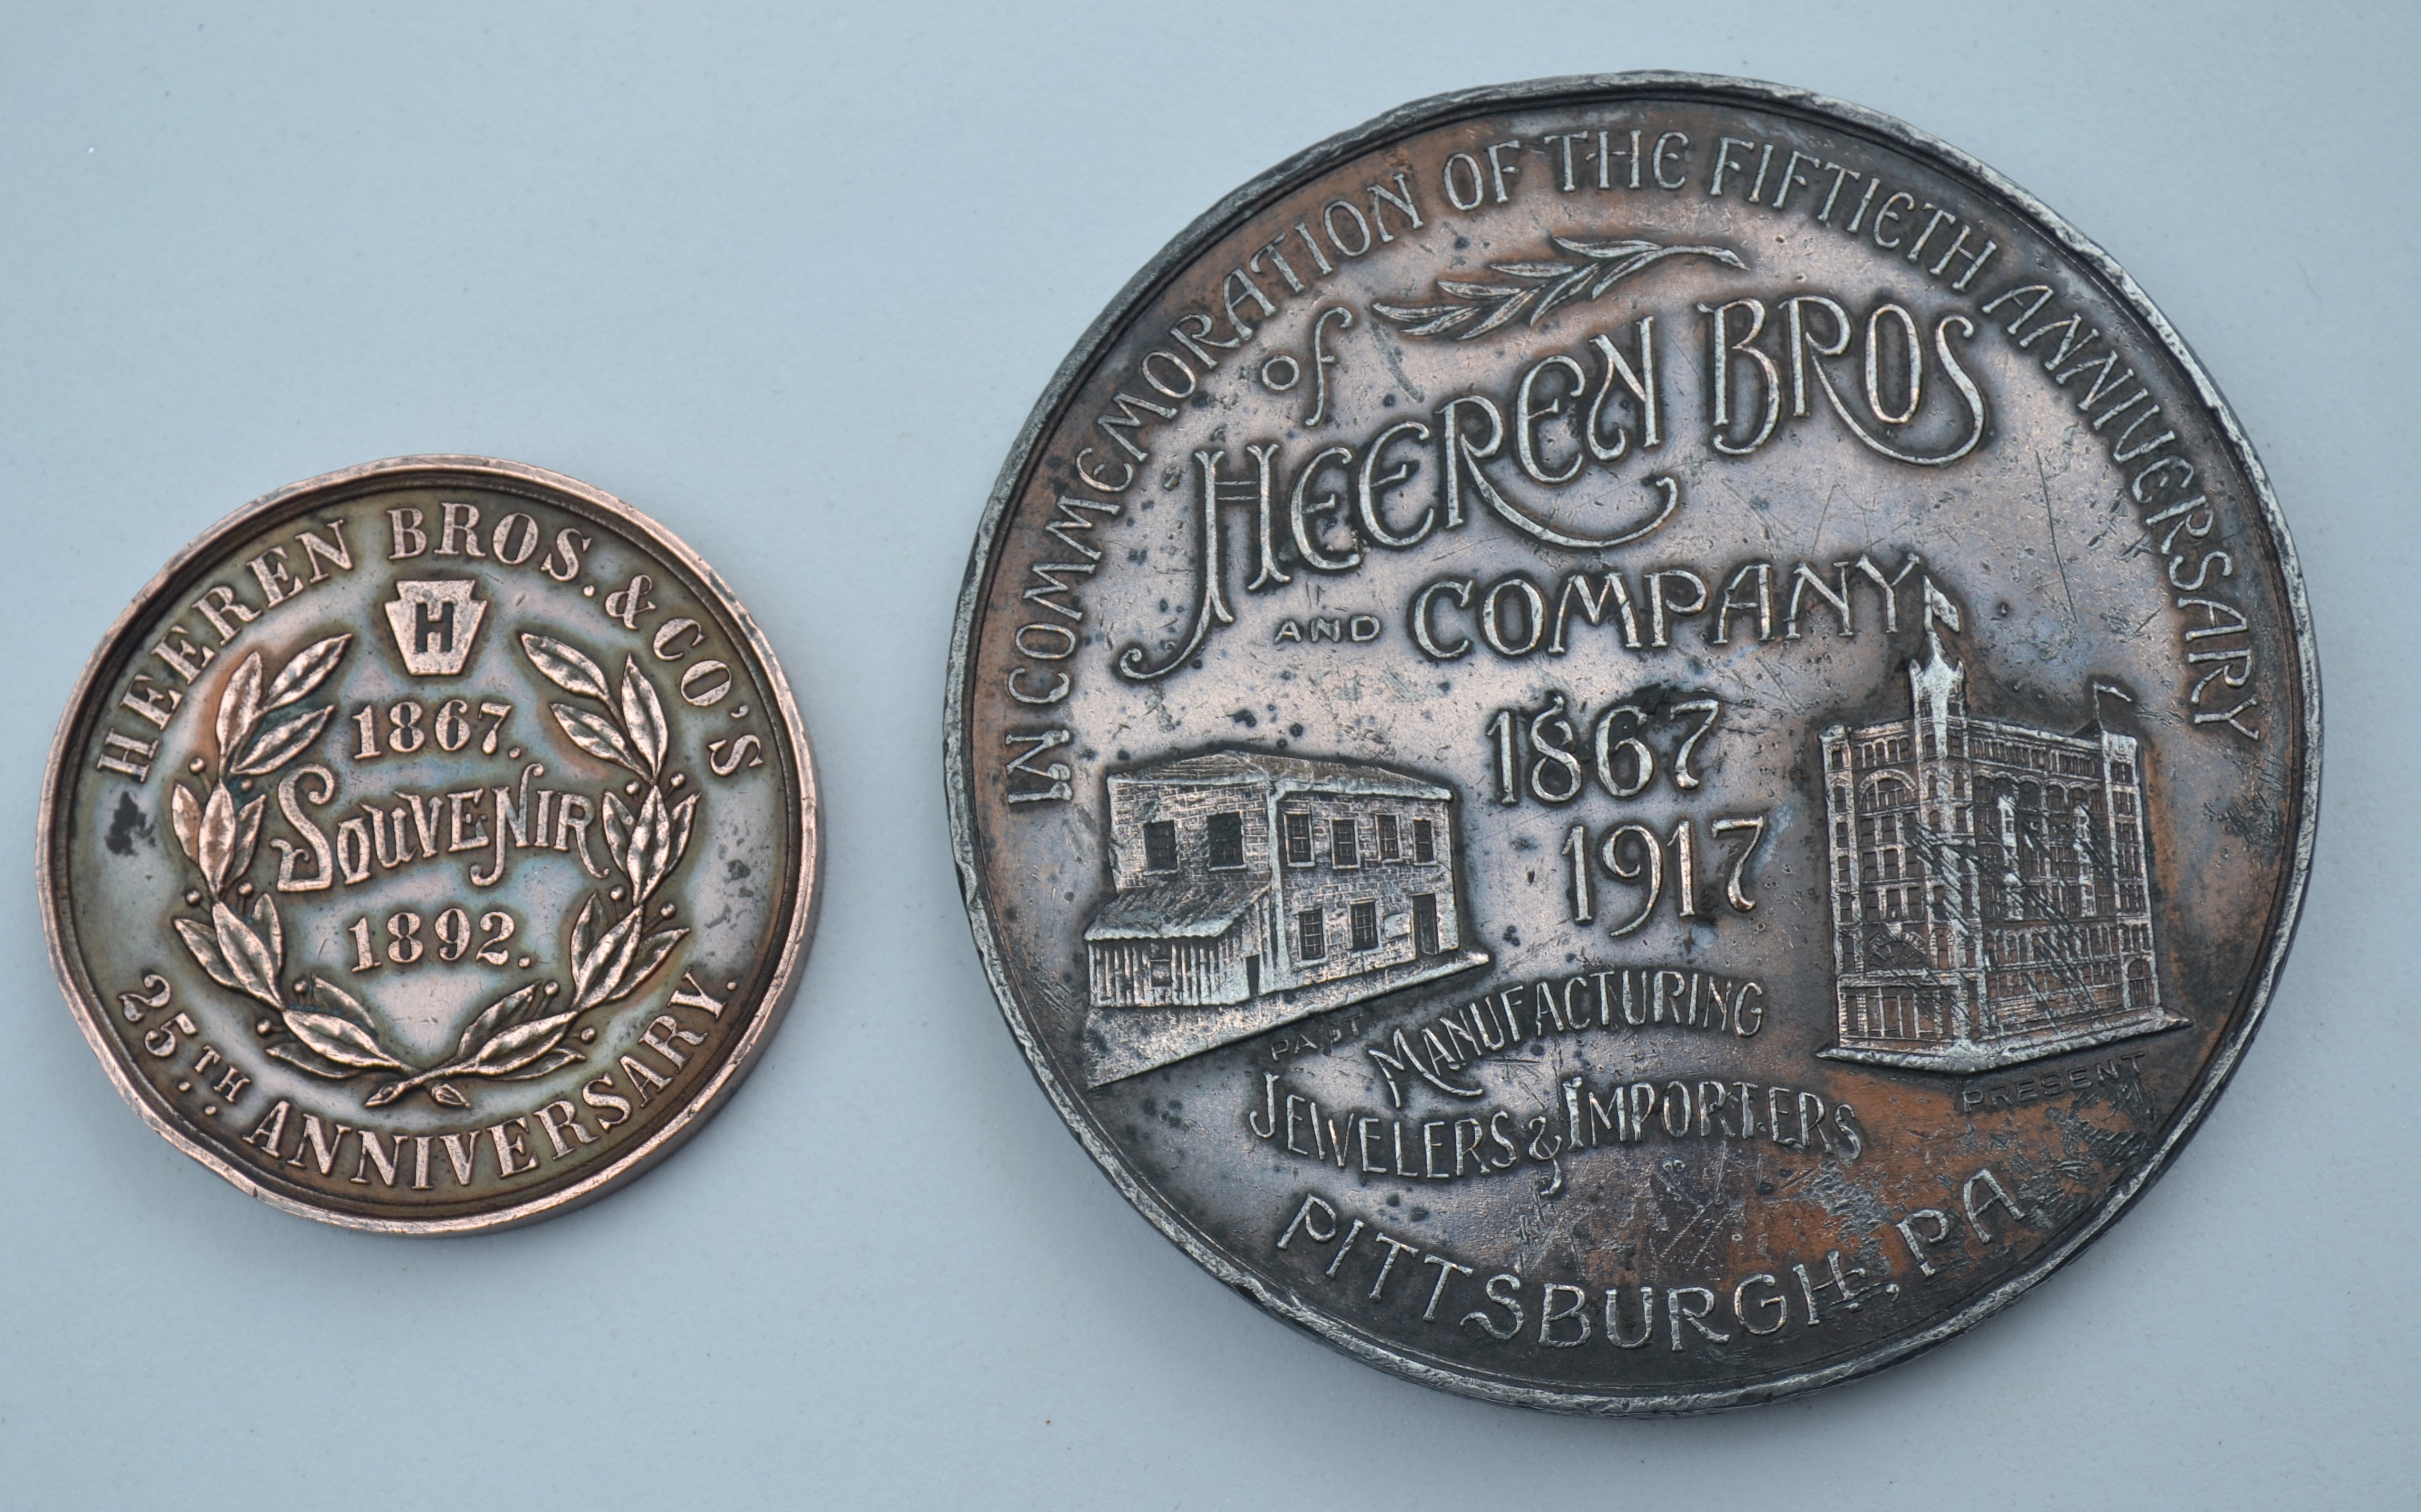 HEEREN BROS. & CO'S
H
1867.
SOUVENIR
1892.
25TH ANNIVERSARY.
IN COMMEMORATION OF THE FIFTIETH ANNIVERSARY
of
HEEREN BROS
AND COMPANY
1867
1917
PAST
PRESENT
MANUFACTURING
JEWELERS & IMPORTERS
PITTSBURGH, PA.